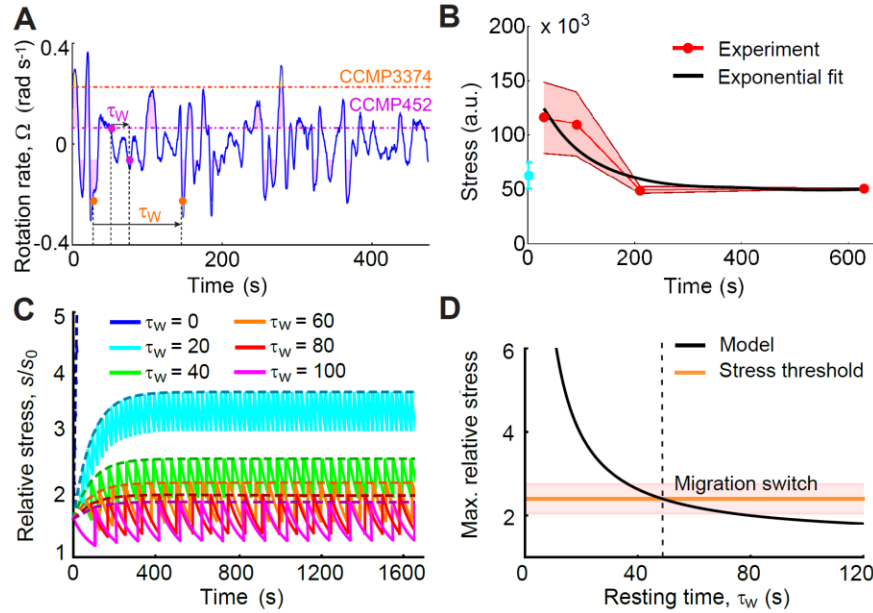 A
Rotation rate, Ω (rad s⁻¹)
0.4
0
-0.4
CCMP3374
CCMP452
τw
τw
0
200
400
Time (s)
B
x 10³
Stress (a.u.)
200
150
100
50
0
Experiment
Exponential fit
0
200
400
600
Time (s)
C
Relative stress, s/s₀
5
4
3
2
1
τw = 0
τw = 60
τw = 20
τw = 80
τw = 40
τw = 100
0
400
800
1200
1600
Time (s)
D
Max. relative stress
6
4
2
Model
Stress threshold
Migration switch
0
40
80
120
Resting time, τw (s)